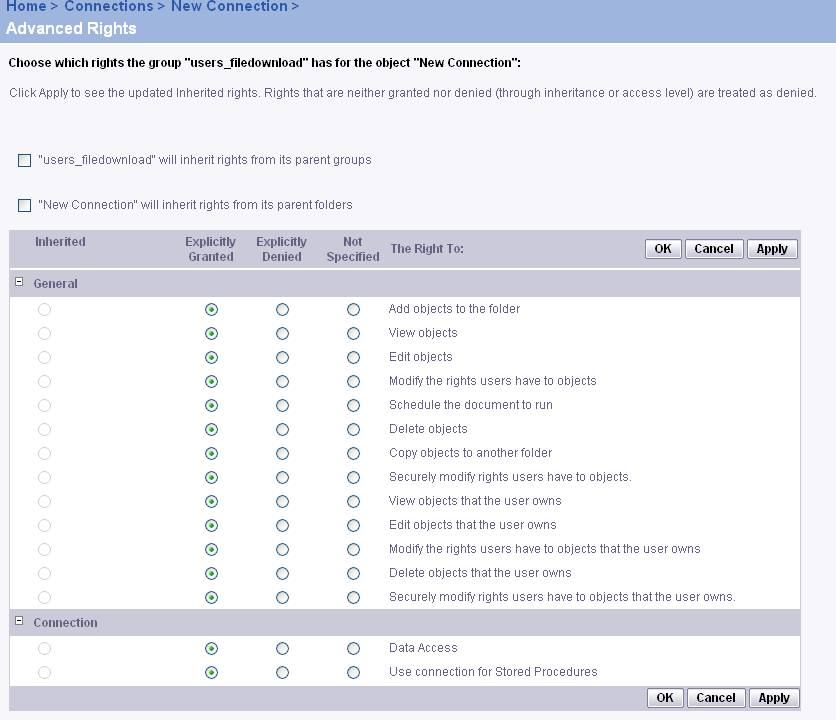 Home > Connections > New Connection >
Advanced Rights
Choose which rights the group "users_filedownload" has for the object "New Connection":
Click Apply to see the updated Inherited rights. Rights that are neither granted nor denied (through inheritance or access level) are treated as denied.
"users_filedownload" will inherit rights from its parent groups
"New Connection" will inherit rights from its parent folders
Inherited Explicitly Granted Explicitly Denied Not Specified The Right To: OK Cancel Apply
General
Add objects to the folder
View objects
Edit objects
Modify the rights users have to objects
Schedule the document to run
Delete objects
Copy objects to another folder
Securely modify rights users have to objects.
View objects that the user owns
Edit objects that the user owns
Modify the rights users have to objects that the user owns
Delete objects that the user owns
Securely modify rights users have to objects that the user owns.
Connection
Data Access
Use connection for Stored Procedures
OK Cancel Apply